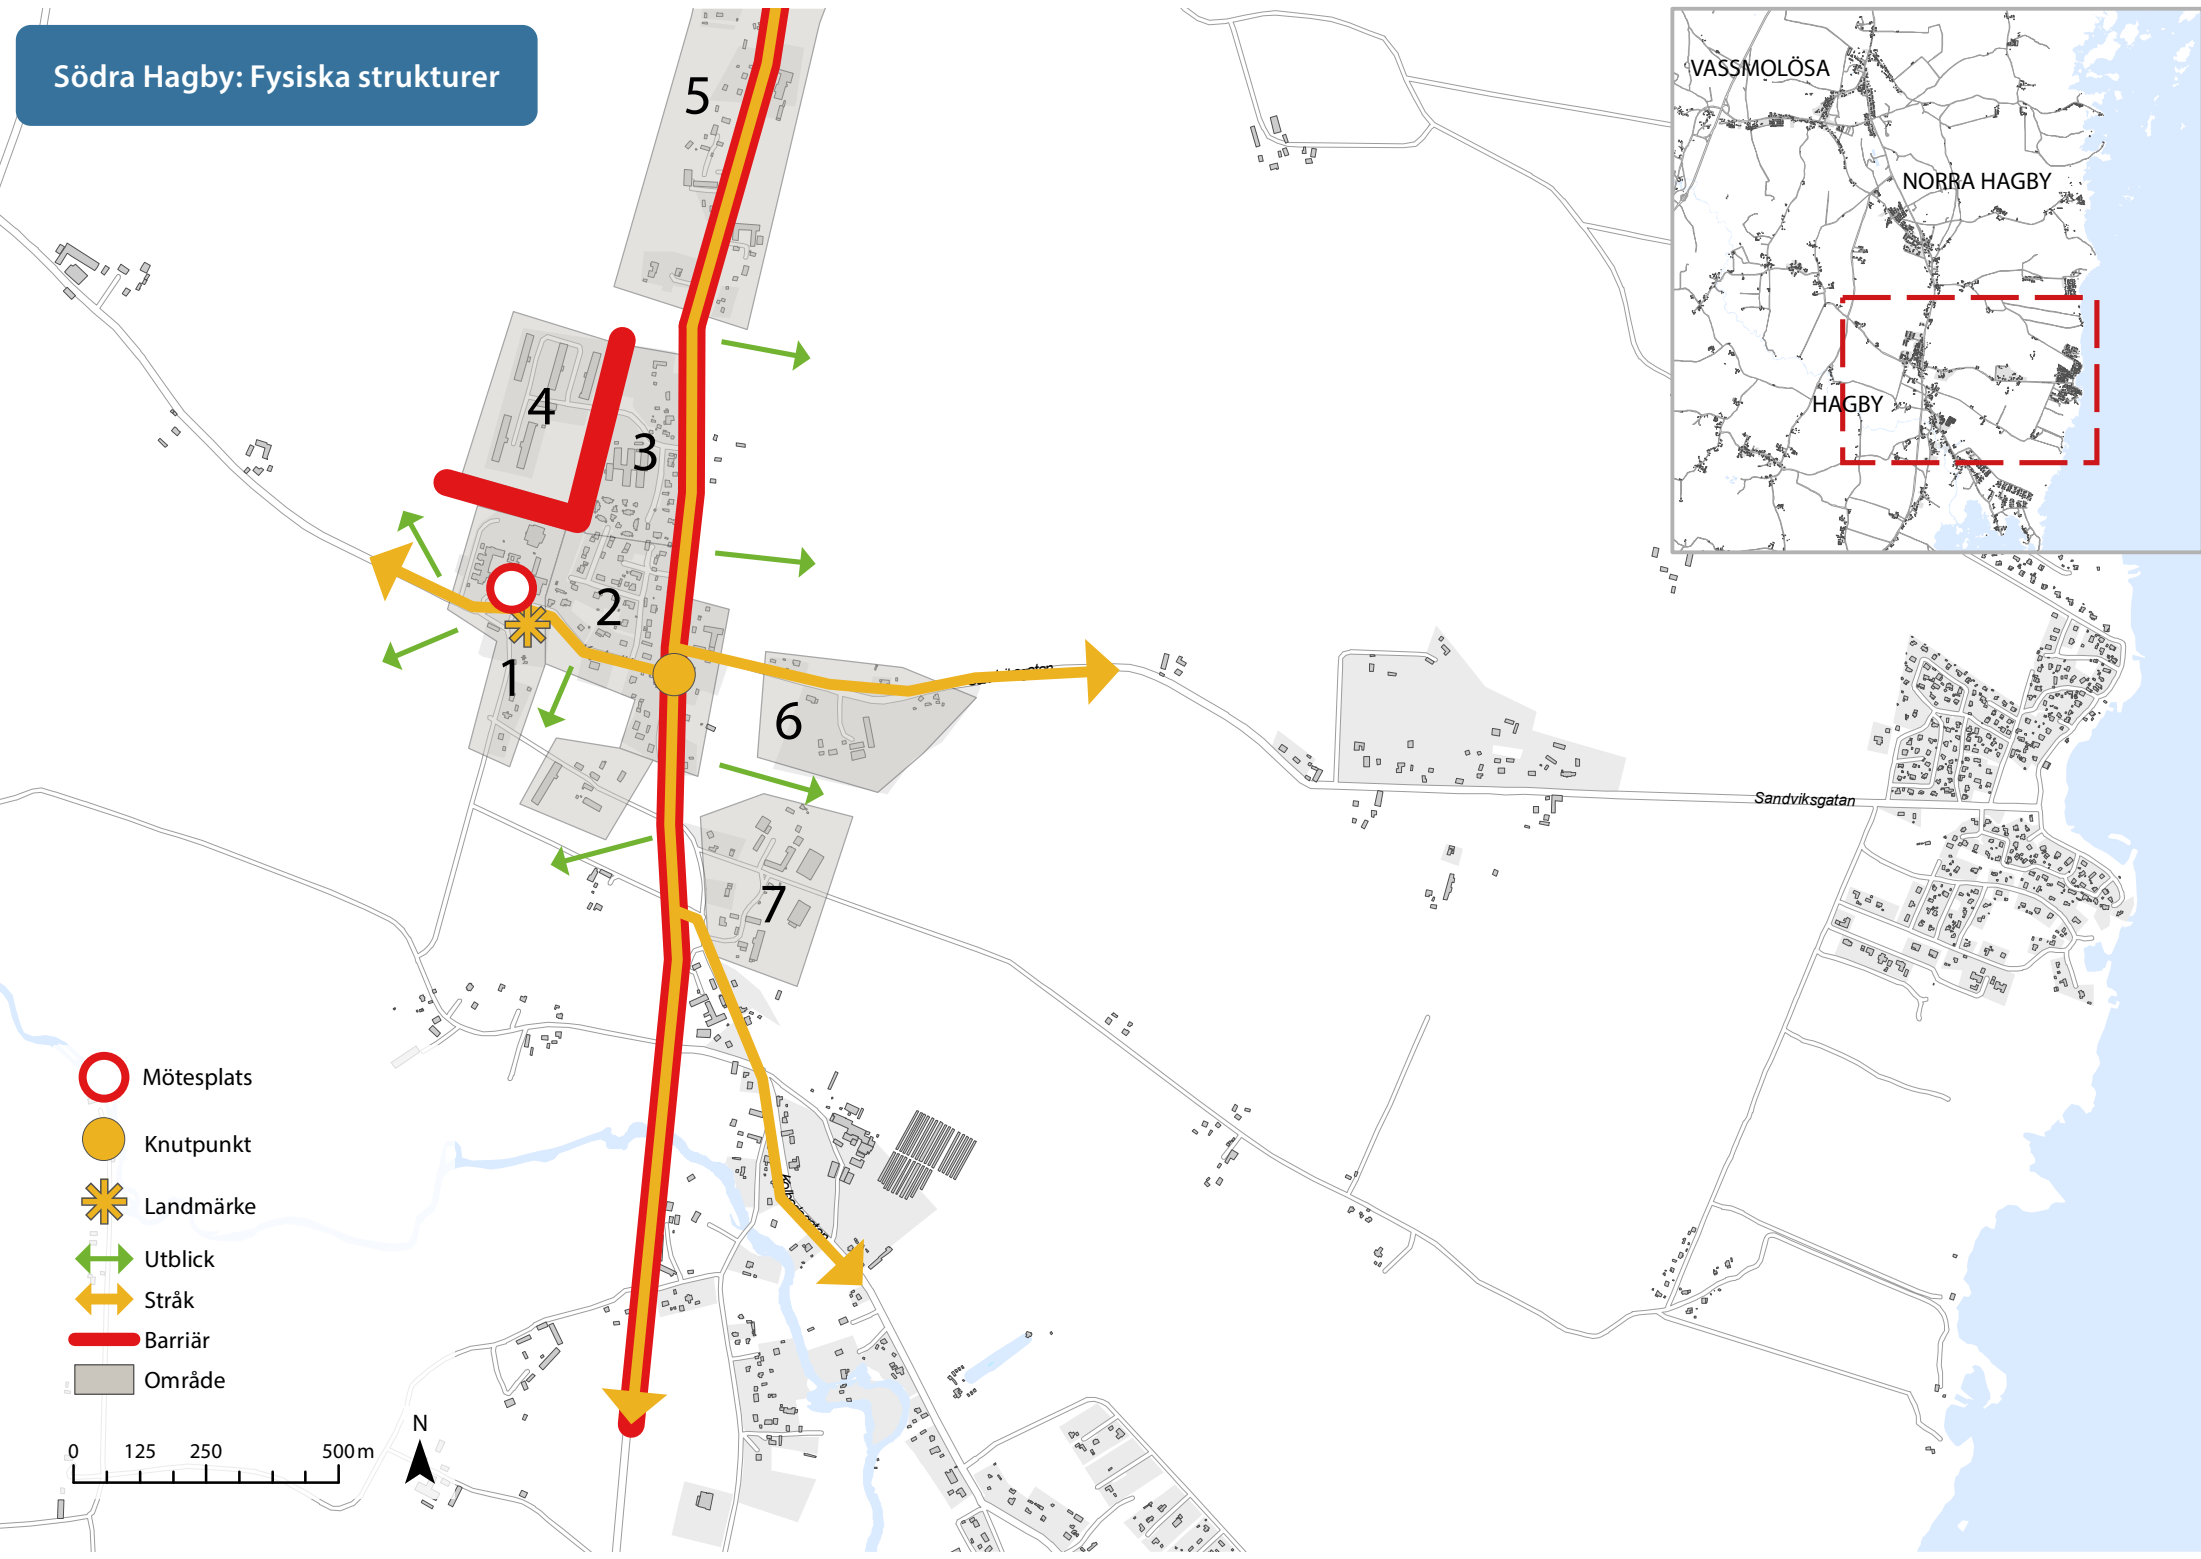 Södra Hagby: Fysiska strukturer
VASSMOLÖSA
NORRA HAGBY
HAGBY
5
4
3
2
1
6
7
Sandviksgatan
Sandviksgatan
Mötesplats
Knutpunkt
Landmärke
Utblick
Stråk
Barriär
Område
N
0 125 250 500 m